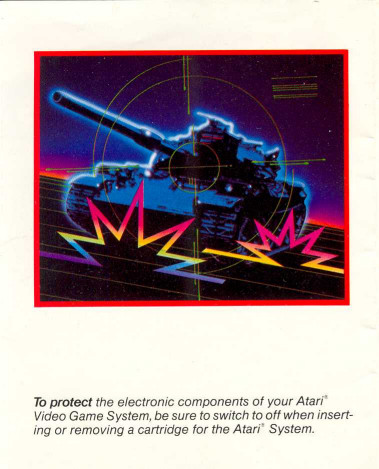 To protect the electronic components of your Atari®
Video Game System, be sure to switch to off when insert-
ing or removing a cartridge for the Atari® System.